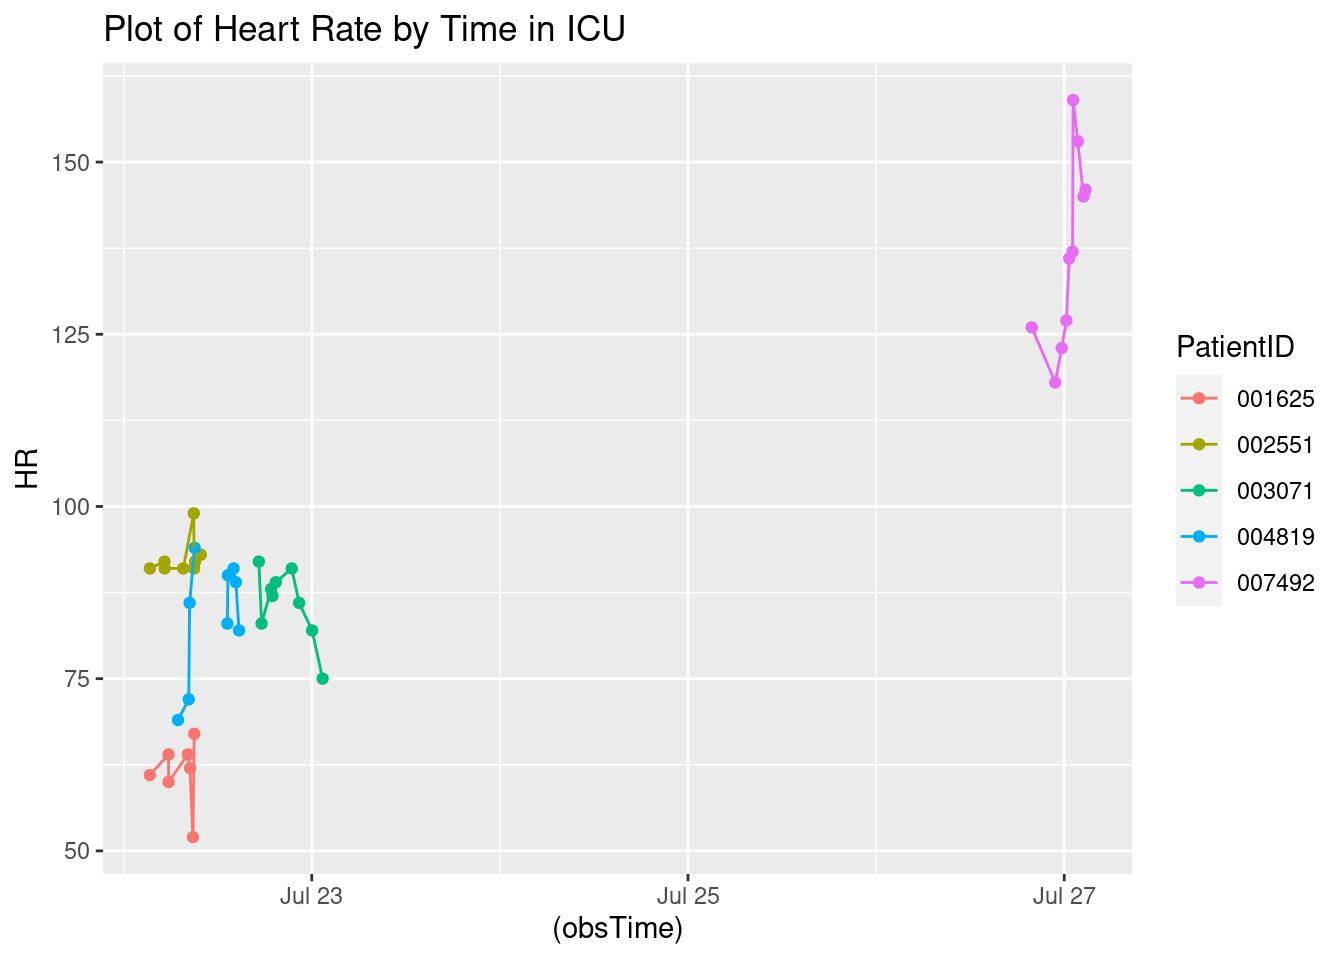 Plot of Heart Rate by Time in ICU
150
125
100
75
50
HR
Jul 23
Jul 25
Jul 27
(obsTime)
PatientID
001625
002551
003071
004819
007492